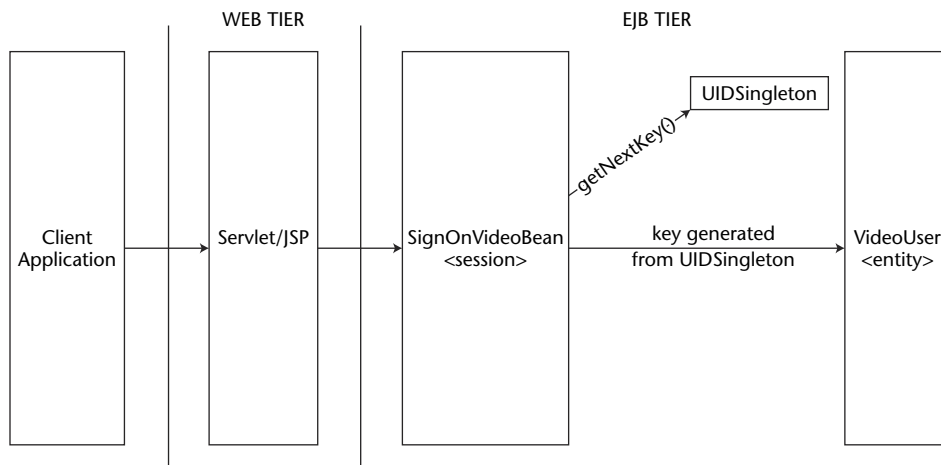 WEB TIER
EJB TIER
UIDSingleton
getNextKey()
Client
Application
Servlet/JSP
SignOnVideoBean
<session>
key generated
from UIDSingleton
VideoUser
<entity>